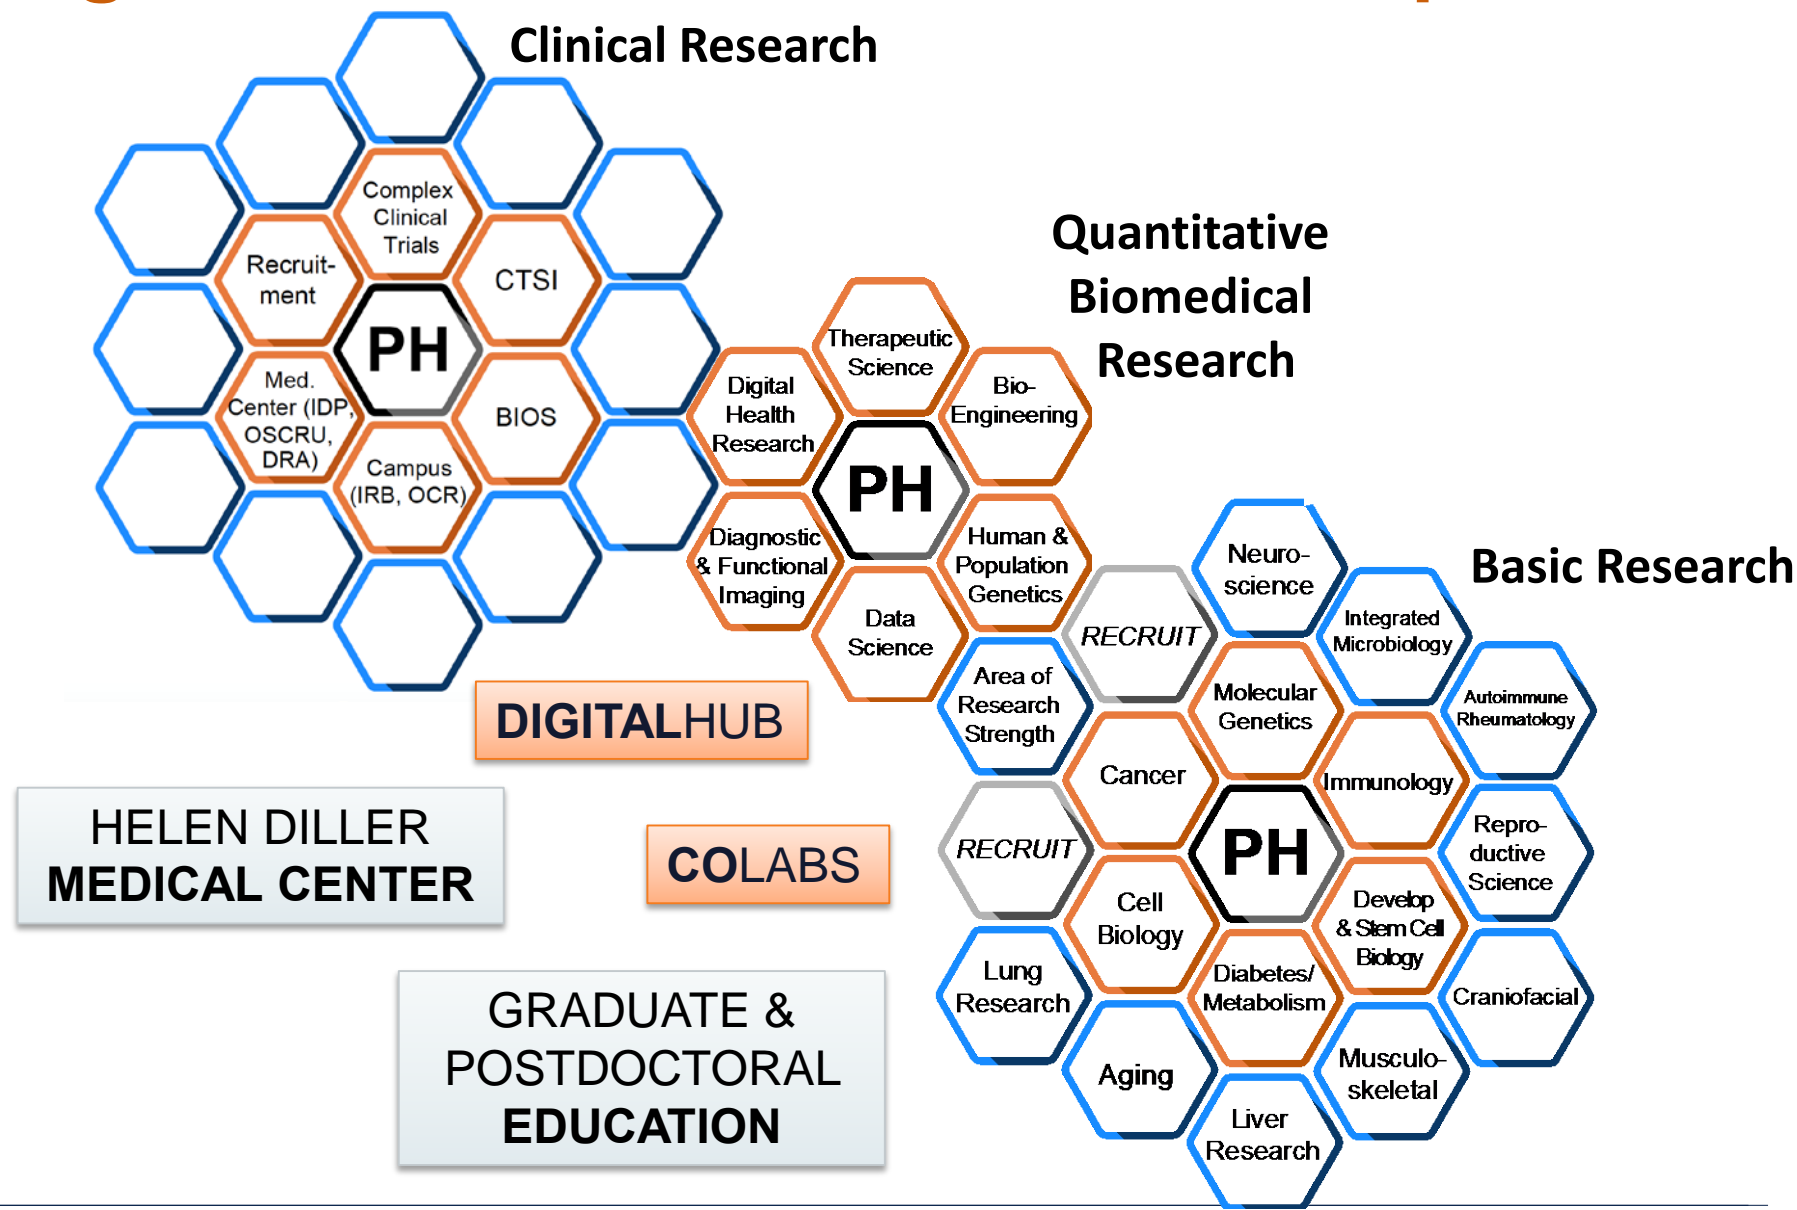 Clinical Research
Complex
Clinical
Trials
Recruit-
ment
CTSI
PH
Med.
Center (IDP,
OSCRU,
DRA)
BIOS
Campus
(IRB, OCR)
Quantitative
Biomedical
Research
Therapeutic
Science
Digital
Health
Research
Bio-
Engineering
PH
Diagnostic
& Functional
Imaging
Human &
Population
Genetics
Data
Science
Basic Research
Neuro-
science
RECRUIT
Integrated
Microbiology
Area of
Research
Strength
Molecular
Genetics
Autoimmune
Rheumatology
Cancer
Immunology
RECRUIT
PH
Repro-
ductive
Science
Cell
Biology
Develop
& Stem Cell
Biology
Lung
Research
Diabetes/
Metabolism
Craniofacial
Aging
Musculo-
skeletal
Liver
Research
DIGITALHUB
HELEN DILLER
MEDICAL CENTER
COLABS
GRADUATE &
POSTDOCTORAL
EDUCATION